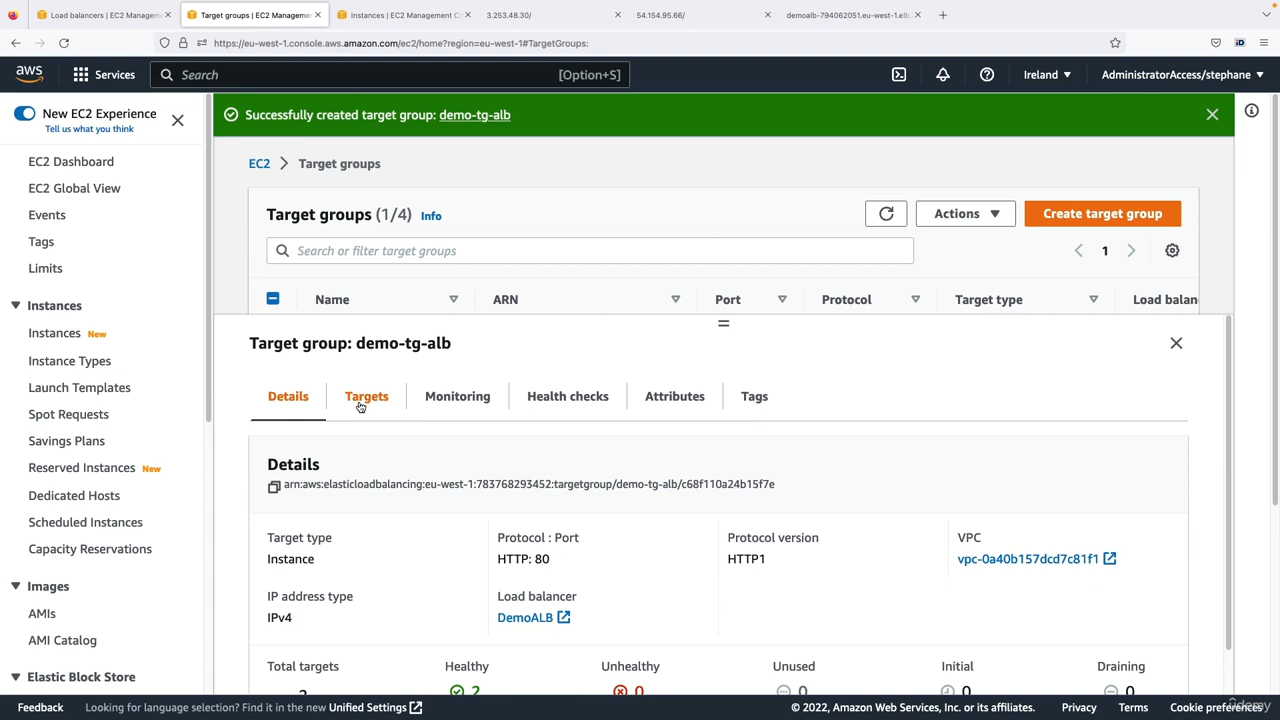 Load balancers | EC2 Managem
Target groups | EC2 Managemer
Instances | EC2 Management Co
3.253.48.30/
54.154.95.66/
demoalb-794062051.eu-west-1.elb
https://eu-west-1.console.aws.amazon.com/ec2/home?region=eu-west-1#TargetGroups:
aws
Services
Search
[Option+S]
Ireland
AdministratorAccess/stephane
New EC2 Experience
Tell us what you think
EC2 Dashboard
EC2 Global View
Events
Tags
Limits
Instances
Instances New
Instance Types
Launch Templates
Spot Requests
Savings Plans
Reserved Instances New
Dedicated Hosts
Scheduled Instances
Capacity Reservations
Images
AMIs
AMI Catalog
Elastic Block Store
Successfully created target group: demo-tg-alb
EC2 > Target groups
Target groups (1/4) Info
Actions
Create target group
Search or filter target groups
1
Name
ARN
Port
Protocol
Target type
Load balan
Target group: demo-tg-alb
Details
Targets
Monitoring
Health checks
Attributes
Tags
Details
arn:aws:elasticloadbalancing:eu-west-1:783768293452:targetgroup/demo-tg-alb/c68f110a24b15f7e
Target type
Instance
Protocol : Port
HTTP: 80
Protocol version
HTTP1
VPC
vpc-0a40b157dcd7c81f1
IP address type
IPv4
Load balancer
DemoALB
Total targets
2
Healthy
2
Unhealthy
0
Unused
0
Initial
0
Draining
0
Feedback
Looking for language selection? Find it in the new Unified Settings
© 2022, Amazon Web Services, Inc. or its affiliates.
Privacy
Terms
Cookie preferences
udemy